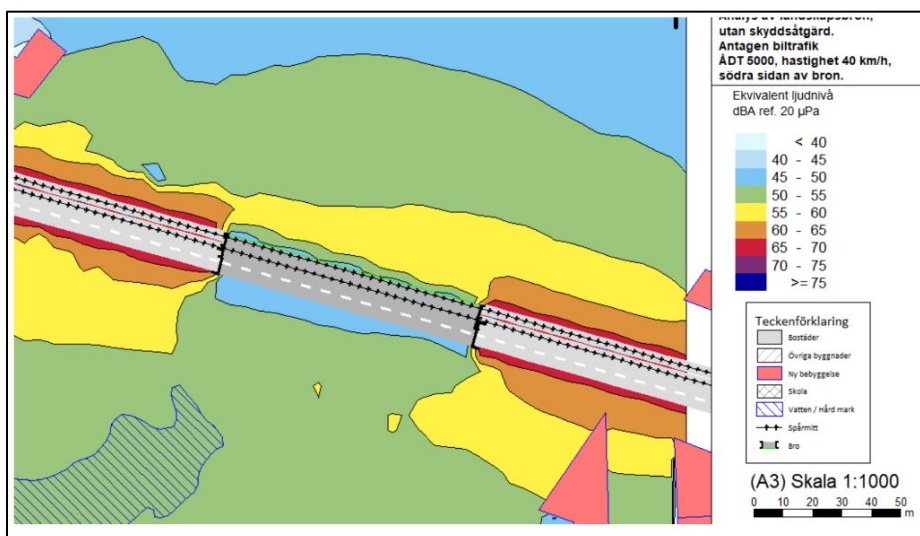 Analys av landskapsbron,
utan skyddsåtgärd.
Antagen biltrafik
ÅDT 5000, hastighet 40 km/h,
södra sidan av bron.
Ekvivalent ljudnivå
dBA ref. 20 µPa
< 40
40 - 45
45 - 50
50 - 55
55 - 60
60 - 65
65 - 70
70 - 75
>= 75
Teckenförklaring
Bostäder
Övriga byggnader
Ny bebyggelse
Skola
Vatten / Hård mark
Spårmitt
Bro
(A3) Skala 1:1000
0 10 20 30 40 50
m